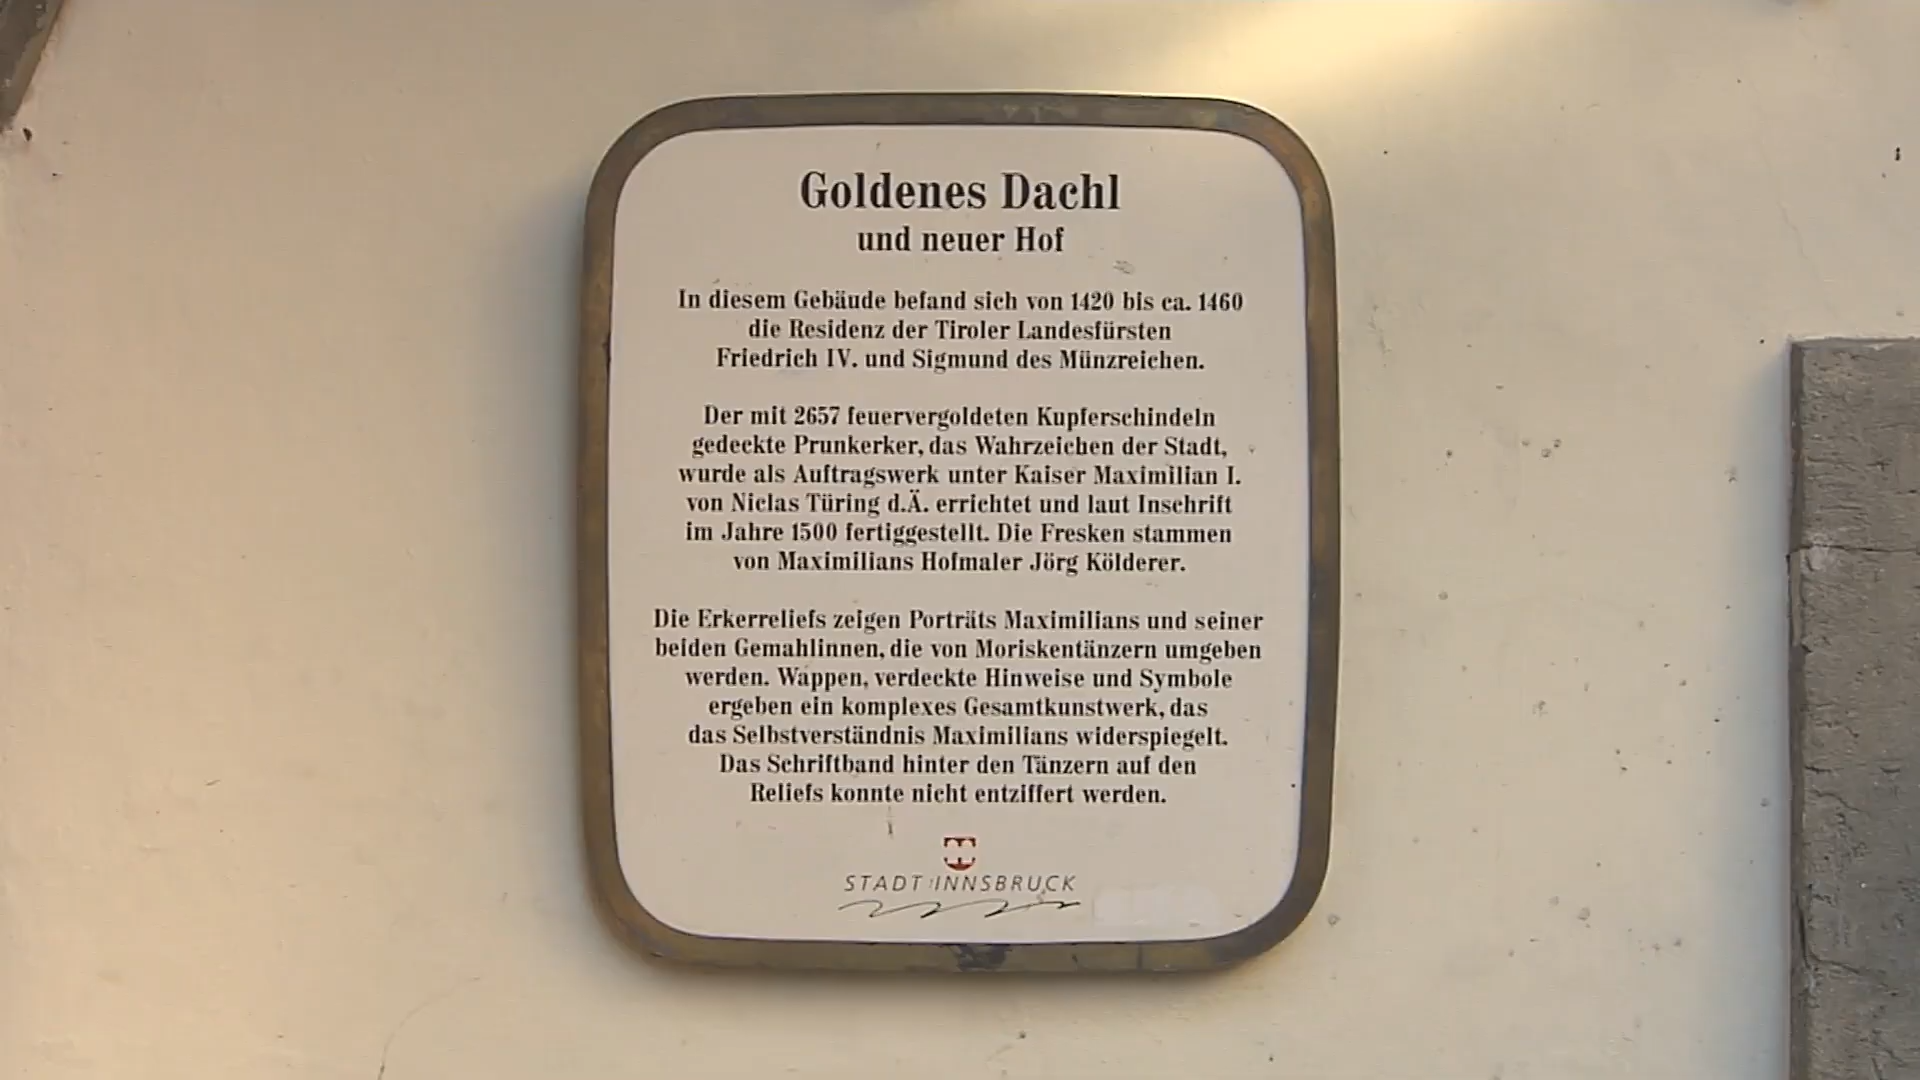 Goldenes Dachl
und neuer Hof
In diesem Gebäude befand sich von 1420 bis ca. 1460
die Residenz der Tiroler Landesfürsten
Friedrich IV. und Sigmund des Münzreichen.
Der mit 2657 feuervergoldeten Kupferschindeln
gedeckte Prunkerker, das Wahrzeichen der Stadt,
wurde als Auftragswerk unter Kaiser Maximilian I.
von Niclas Türing d.Ä. errichtet und laut Inschrift
im Jahre 1500 fertiggestellt. Die Fresken stammen
von Maximilians Hofmaler Jörg Kölderer.
Die Erkerreliefs zeigen Porträts Maximilians und seiner
beiden Gemahlinnen, die von Moriskentänzern umgeben
werden. Wappen, verdeckte Hinweise und Symbole
ergeben ein komplexes Gesamtkunstwerk, das
das Selbstverständnis Maximilians widerspiegelt.
Das Schriftband hinter den Tänzern auf den
Reliefs konnte nicht entziffert werden.
STADT INNSBRUCK